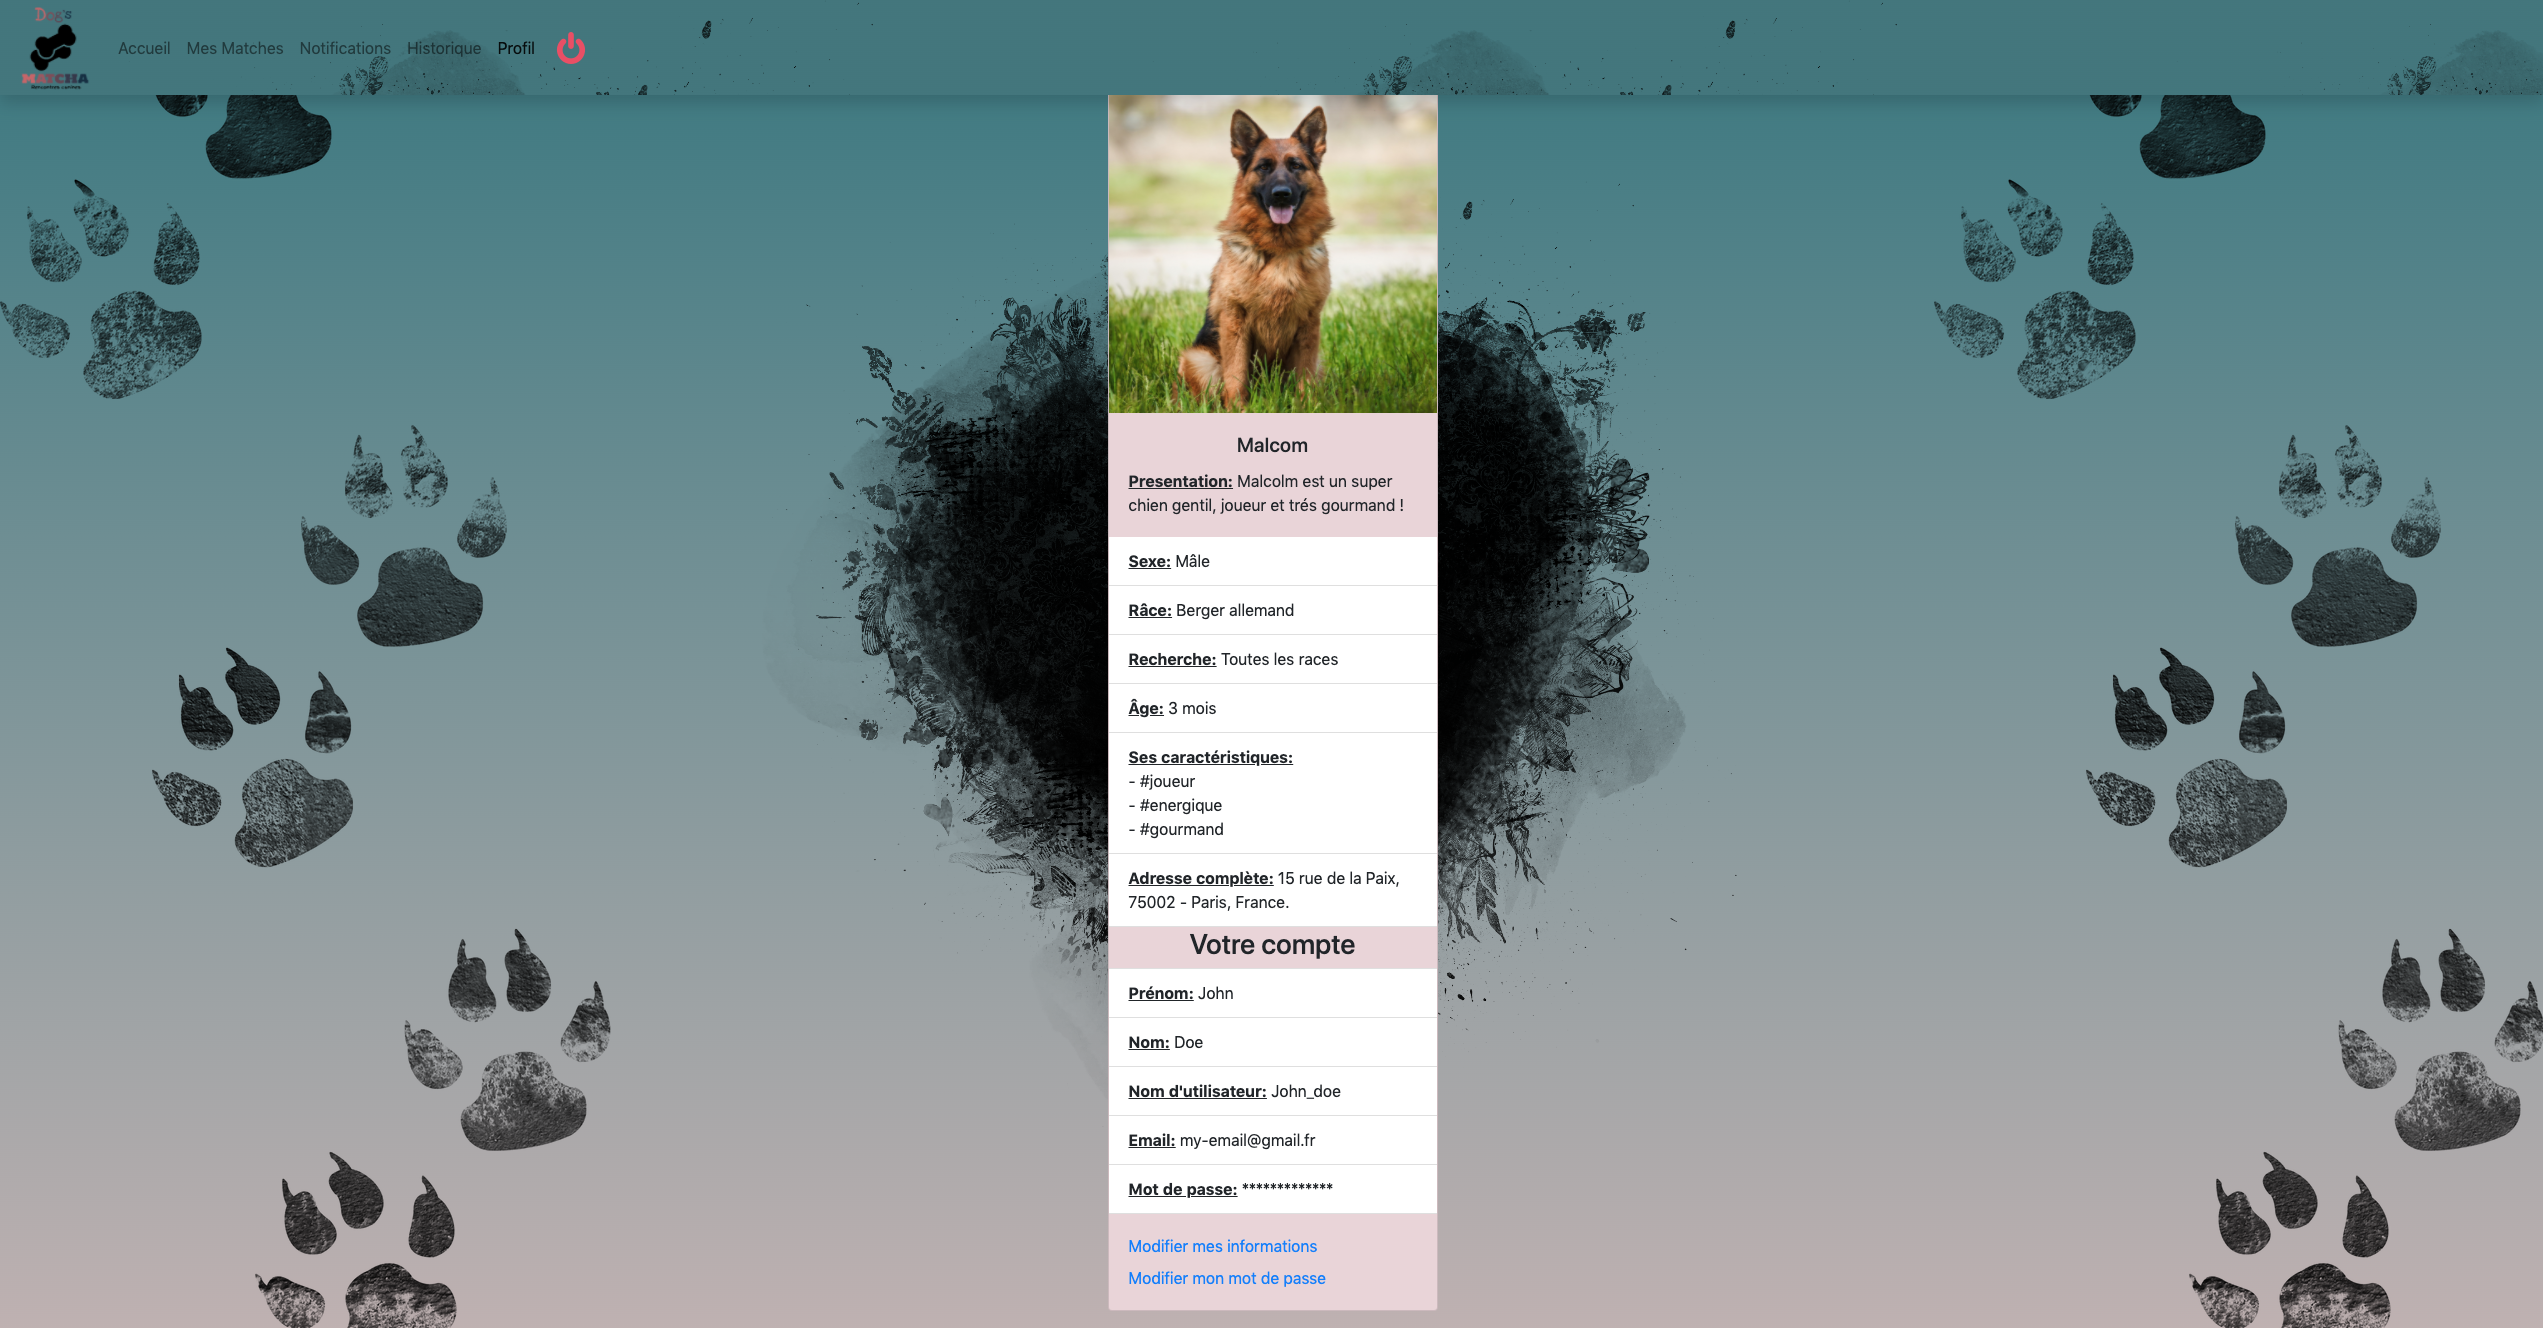 Dog's
MATCHA
Rencontres canines
Accueil Mes Matches Notifications Historique Profil
Malcom
Presentation: Malcolm est un super
chien gentil, joueur et trés gourmand !
Sexe: Mâle
Râce: Berger allemand
Recherche: Toutes les races
Âge: 3 mois
Ses caractéristiques:
- #joueur
- #energique
- #gourmand
Adresse complète: 15 rue de la Paix,
75002 - Paris, France.
Votre compte
Prénom: John
Nom: Doe
Nom d'utilisateur: John_doe
Email: my-email@gmail.fr
Mot de passe: *************
Modifier mes informations
Modifier mon mot de passe